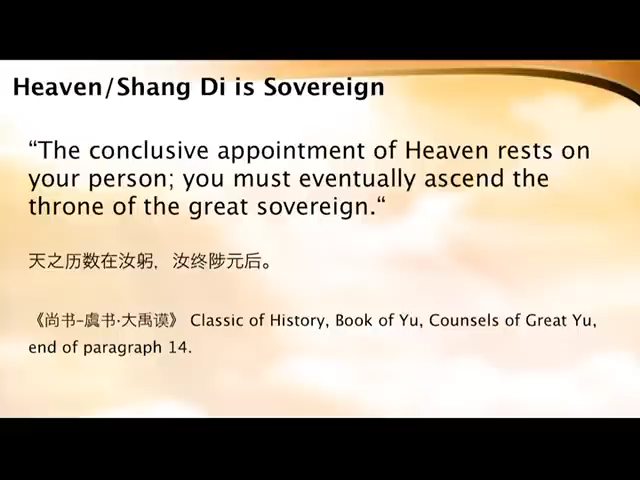 Heaven/Shang Di is Sovereign
“The conclusive appointment of Heaven rests on
your person; you must eventually ascend the
throne of the great sovereign.“
天之历数在汝躬，汝终陟元后。
《尚书–虞书·大禹谟》 Classic of History, Book of Yu, Counsels of Great Yu,
end of paragraph 14.